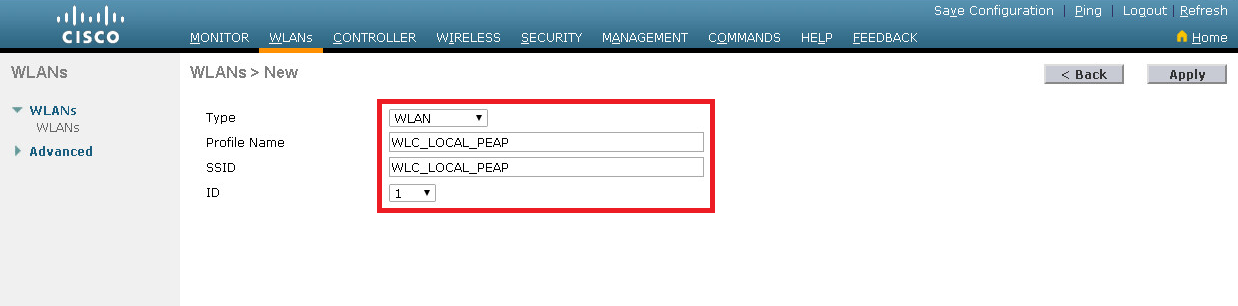 Save Configuration | Ping | Logout | Refresh
CISCO
MONITOR WLANs CONTROLLER WIRELESS SECURITY MANAGEMENT COMMANDS HELP FEEDBACK Home
WLANs
WLANs > New
< Back Apply
WLANs
WLANs
Advanced
Type WLAN
Profile Name WLC_LOCAL_PEAP
SSID WLC_LOCAL_PEAP
ID 1